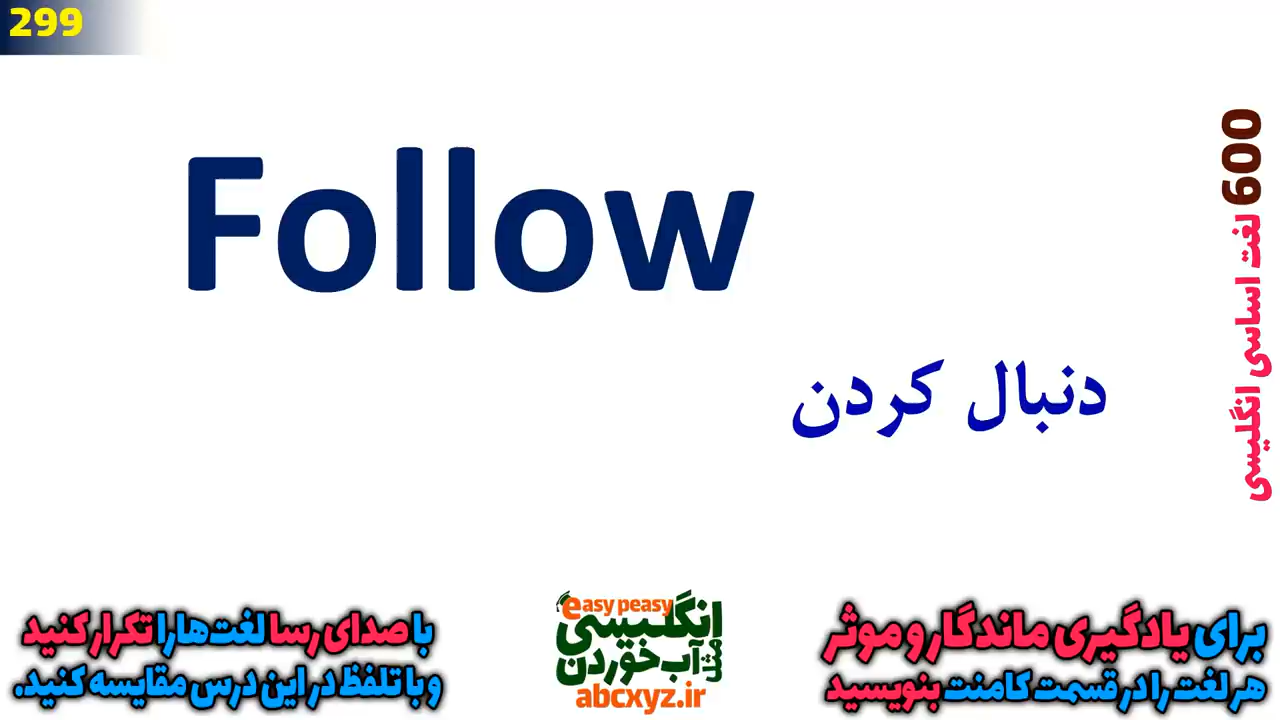 299
Follow
دنبال کردن
600 لغت اساسی انگلیسی
برای یادگیری ماندگار و موثر
هر لغت را در قسمت کامنت بنویسید
easy peasy
انگلیسی
مثل آب خوردن
abcxyz.ir
با صدای رسا لغت‌ها را تکرار کنید
و با تلفظ در این درس مقایسه کنید.